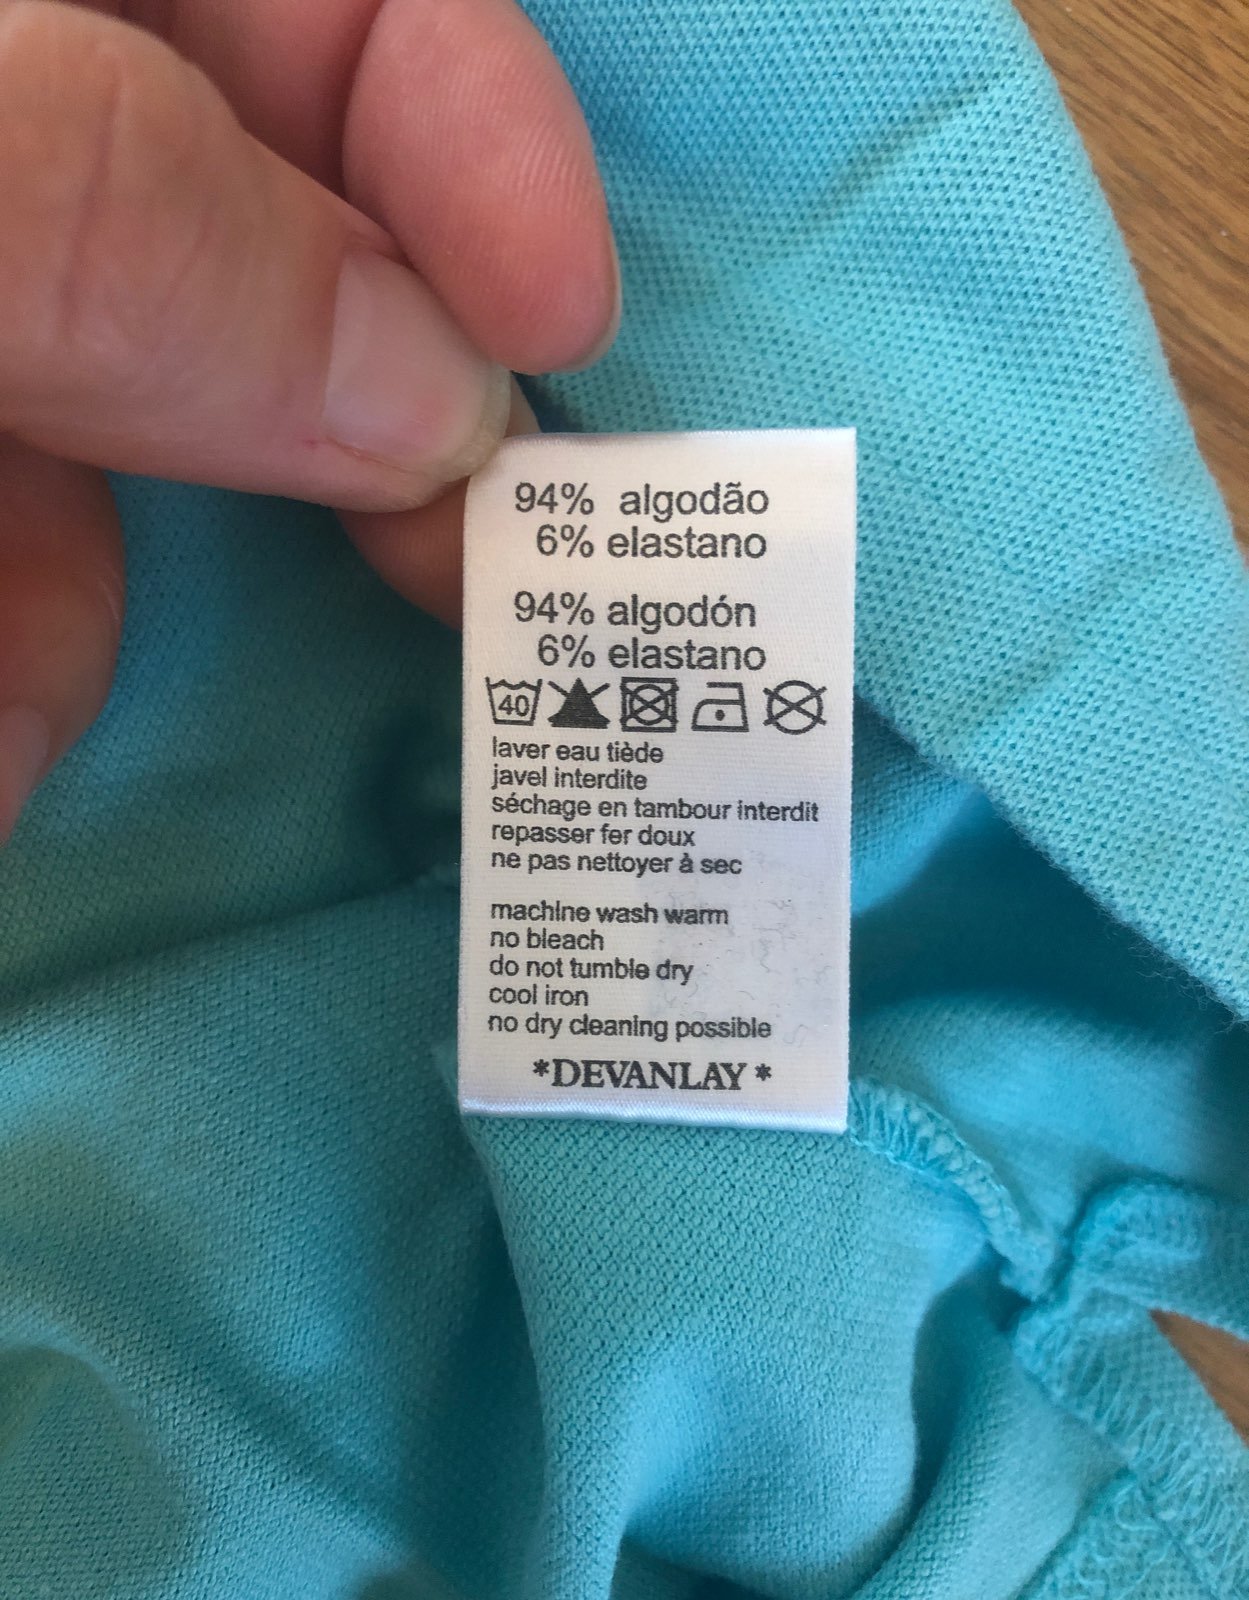 94% algodão
6% elastano
94% algodón
6% elastano
40
laver eau tiède
javel interdite
séchage en tambour interdit
repasser fer doux
ne pas nettoyer à sec
machine wash warm
no bleach
do not tumble dry
cool iron
no dry cleaning possible
*DEVANLAY *